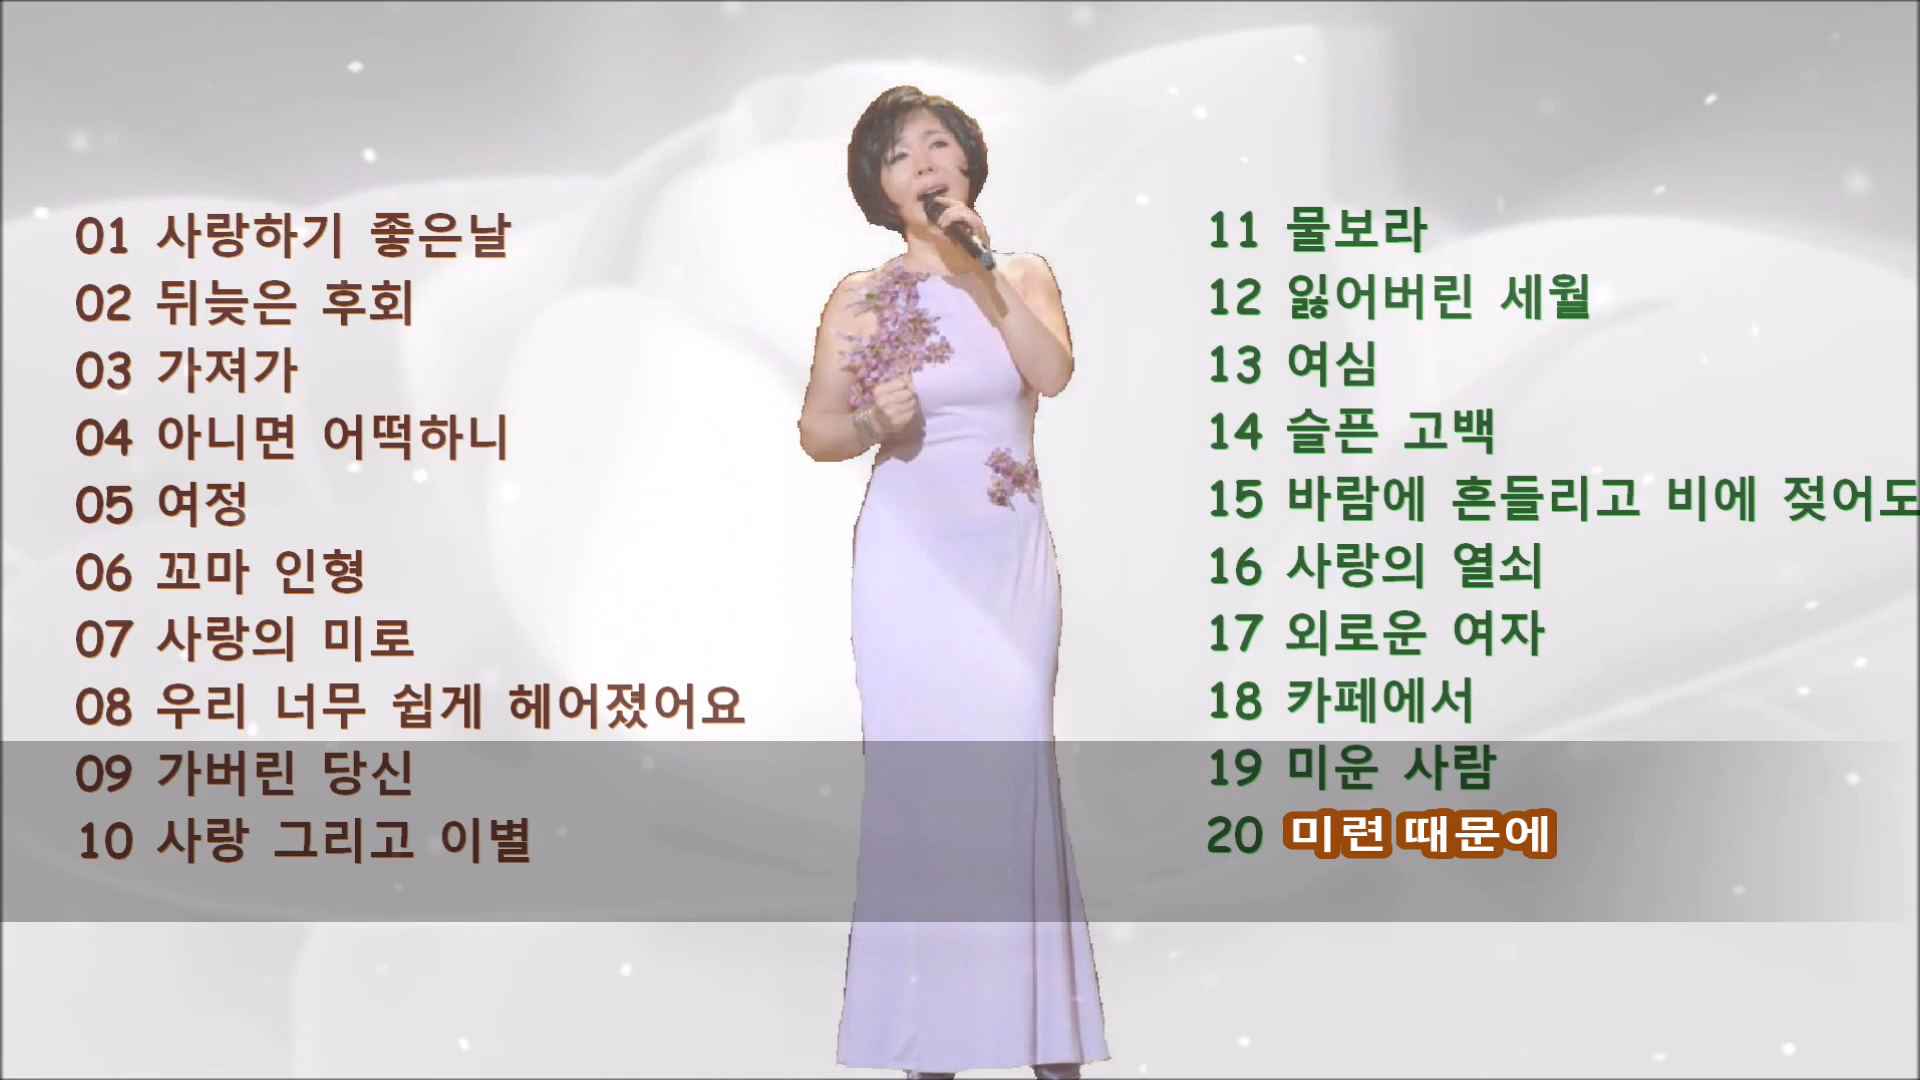 01 사랑하기 좋은날
02 뒤늦은 후회
03 가져가
04 아니면 어떡하니
05 여정
06 꼬마 인형
07 사랑의 미로
08 우리 너무 쉽게 헤어졌어요
09 가버린 당신
10 사랑 그리고 이별
11 물보라
12 잃어버린 세월
13 여심
14 슬픈 고백
15 바람에 흔들리고 비에 젖어도
16 사랑의 열쇠
17 외로운 여자
18 카페에서
19 미운 사람
20 미련 때문에